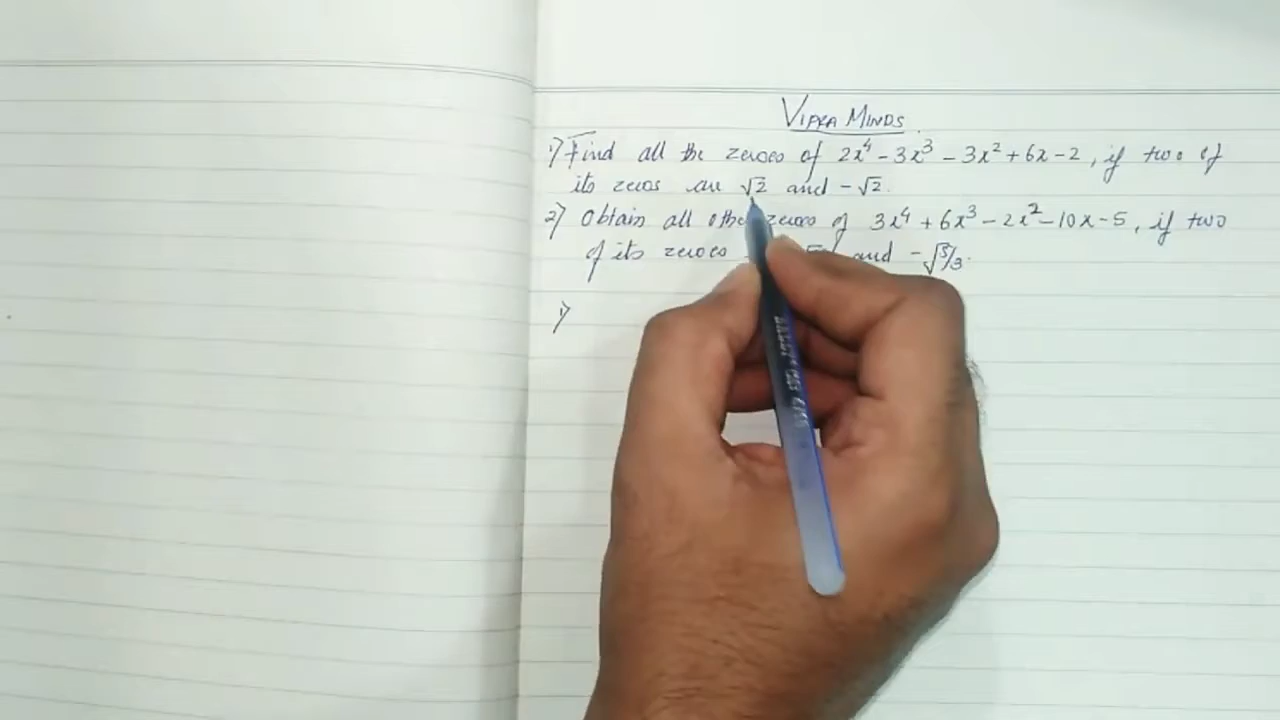 VIPRA MINDS
1) Find all the zeroes of 2x⁴ - 3x³ - 3x² + 6x - 2, if two of
its zeros are √2 and -√2.
2) Obtain all other zeroes of 3x⁴ + 6x³ - 2x² - 10x - 5, if two
of its zeroes and -√5/3.
1)